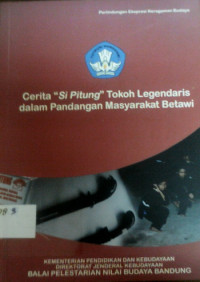 Perlindungan Ekspresi Keragaman Budaya
Cerita "Si Pitung" Tokoh Legendaris
dalam Pandangan Masyarakat Betawi
KEMENTERIAN PENDIDIKAN DAN KEBUDAYAAN
DIREKTORAT JENDERAL KEBUDAYAAN
BALAI PELESTARIAN NILAI BUDAYA BANDUNG